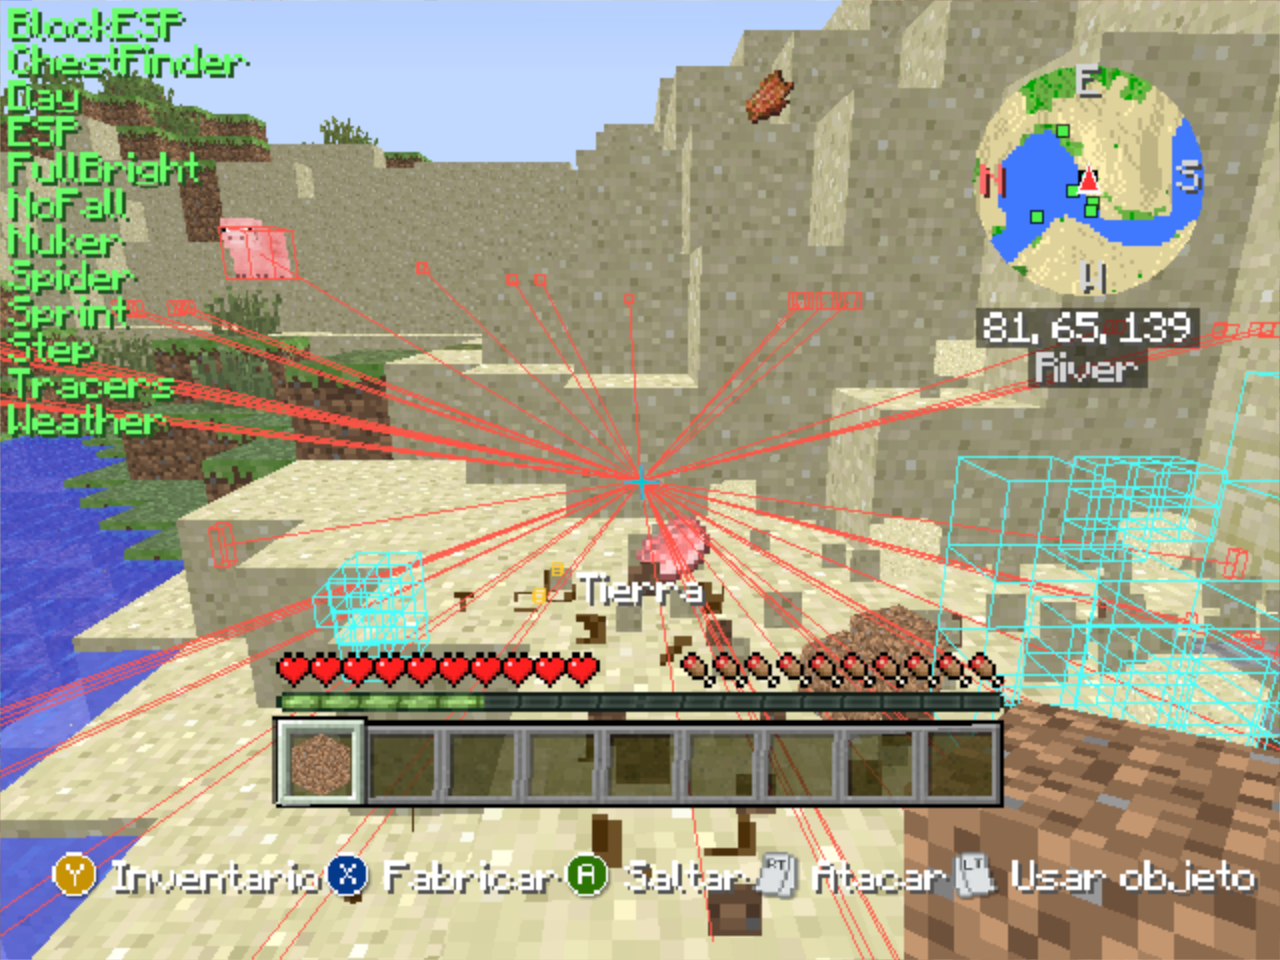 BlockESP
ChestFinder
Day
ESP
FullBright
NoFall
Nuker
Spider
Sprint
Step
Tracers
Weather
E
N
S
W
81, 65, 139
River
Tierra
Y Inventario X Fabricar A Saltar RT Atacar LT Usar objeto